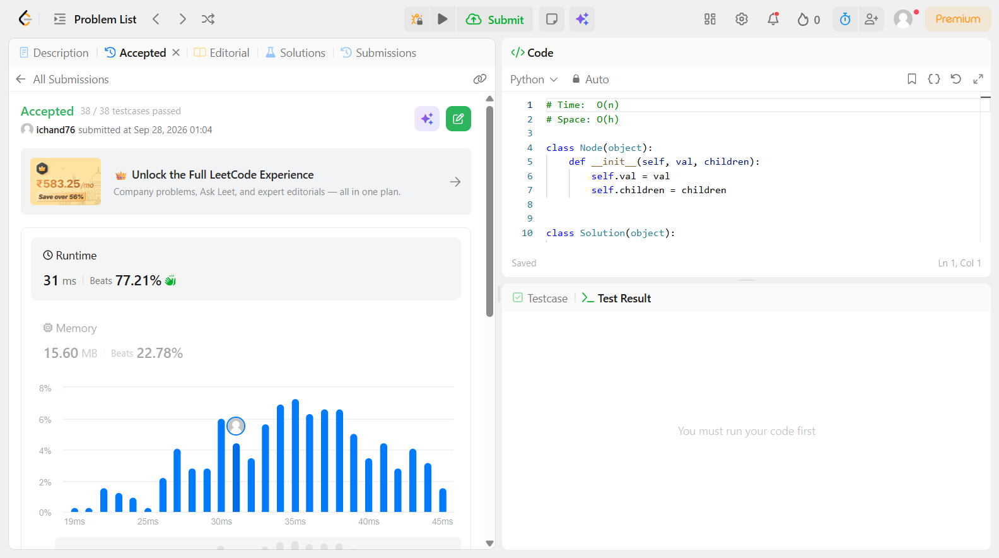 Problem List
Submit
0
Premium
Description
Accepted
Editorial
Solutions
Submissions
All Submissions
Accepted 38 / 38 testcases passed
ichand76 submitted at Sep 28, 2026 01:04
₹583.25/mo
Save over 56%
Unlock the Full LeetCode Experience
Company problems, Ask Leet, and expert editorials — all in one plan.
Runtime
31 ms Beats 77.21%
Memory
15.60 MB Beats 22.78%
8%
6%
4%
2%
0%
19ms 25ms 30ms 35ms 40ms 45ms
Code
Python Auto
1 # Time:  O(n)
2 # Space: O(h)
3
4 class Node(object):
5     def __init__(self, val, children):
6         self.val = val
7         self.children = children
8
9
10 class Solution(object):
Saved
Ln 1, Col 1
Testcase
Test Result
You must run your code first